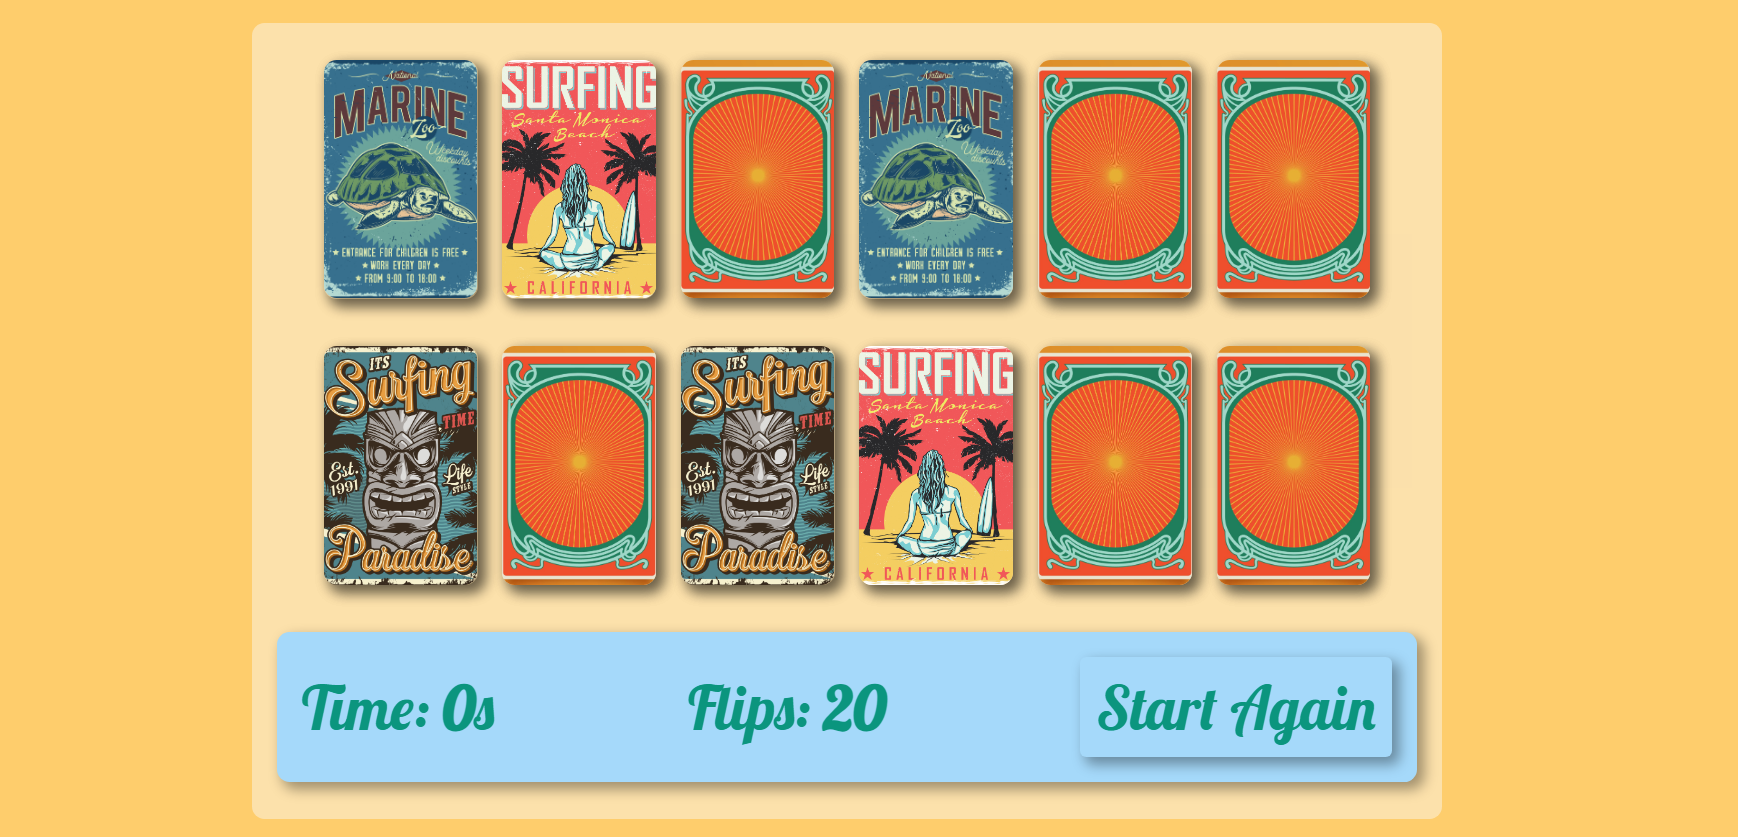 National
MARINE
Zoo
Weekday
discounts
★ ENTRANCE FOR CHILDREN IS FREE ★
★ WORK EVERY DAY ★
★ FROM 9:00 TO 18:00 ★
SURFING
Santa Monica
Beach
★ CALIFORNIA ★
National
MARINE
Zoo
Weekday
discounts
★ ENTRANCE FOR CHILDREN IS FREE ★
★ WORK EVERY DAY ★
★ FROM 9:00 TO 18:00 ★
ITS
Surfing
TIME
Est.
1991
Life
STYLE
Paradise
ITS
Surfing
TIME
Est.
1991
Life
STYLE
Paradise
SURFING
Santa Monica
Beach
★ CALIFORNIA ★
Time: 0s
Flips: 20
Start Again